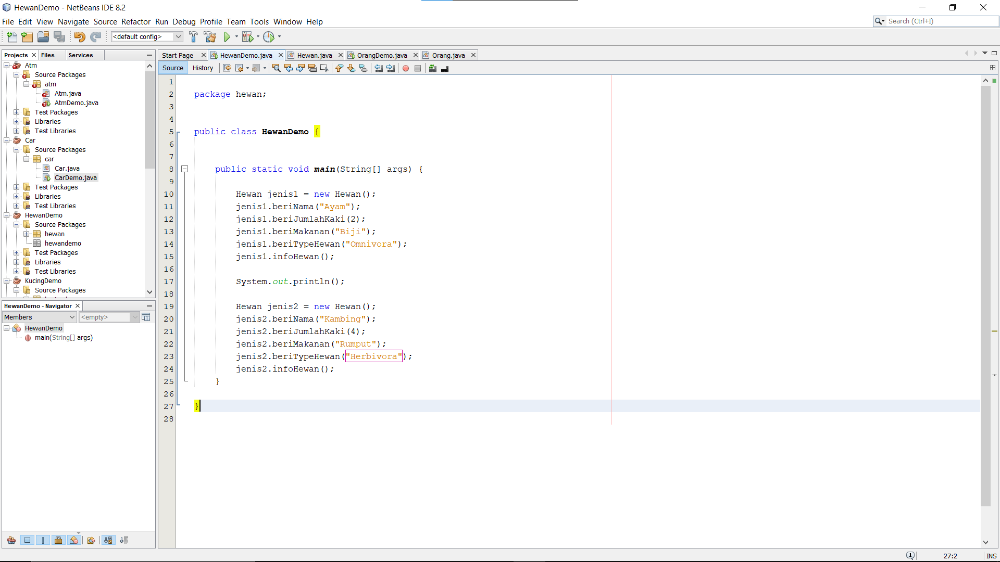 HewanDemo - NetBeans IDE 8.2
File Edit View Navigate Source Refactor Run Debug Profile Team Tools Window Help
Search (Ctrl+I)
<default config>
Projects Files Services
Start Page HewanDemo.java Hewan.java OrangDemo.java Orang.java
Source History
Atm
Source Packages
atm
Atm.java
AtmDemo.java
Test Packages
Libraries
Test Libraries
Car
Source Packages
car
Car.java
CarDemo.java
Test Packages
Libraries
Test Libraries
HewanDemo
Source Packages
hewan
hewandemo
Test Packages
Libraries
Test Libraries
KucingDemo
Source Packages
HewanDemo - Navigator
Members <empty>
HewanDemo
main(String[] args)
1
2 package hewan;
3
4
5 public class HewanDemo {
6
7
8 public static void main(String[] args) {
9
10 Hewan jenis1 = new Hewan();
11 jenis1.beriNama("Ayam");
12 jenis1.beriJumlahKaki(2);
13 jenis1.beriMakanan("Biji");
14 jenis1.beriTypeHewan("Omnivora");
15 jenis1.infoHewan();
16
17 System.out.println();
18
19 Hewan jenis2 = new Hewan();
20 jenis2.beriNama("Kambing");
21 jenis2.beriJumlahKaki(4);
22 jenis2.beriMakanan("Rumput");
23 jenis2.beriTypeHewan("Herbivora");
24 jenis2.infoHewan();
25 }
26
27 }
28
1 27:2 INS